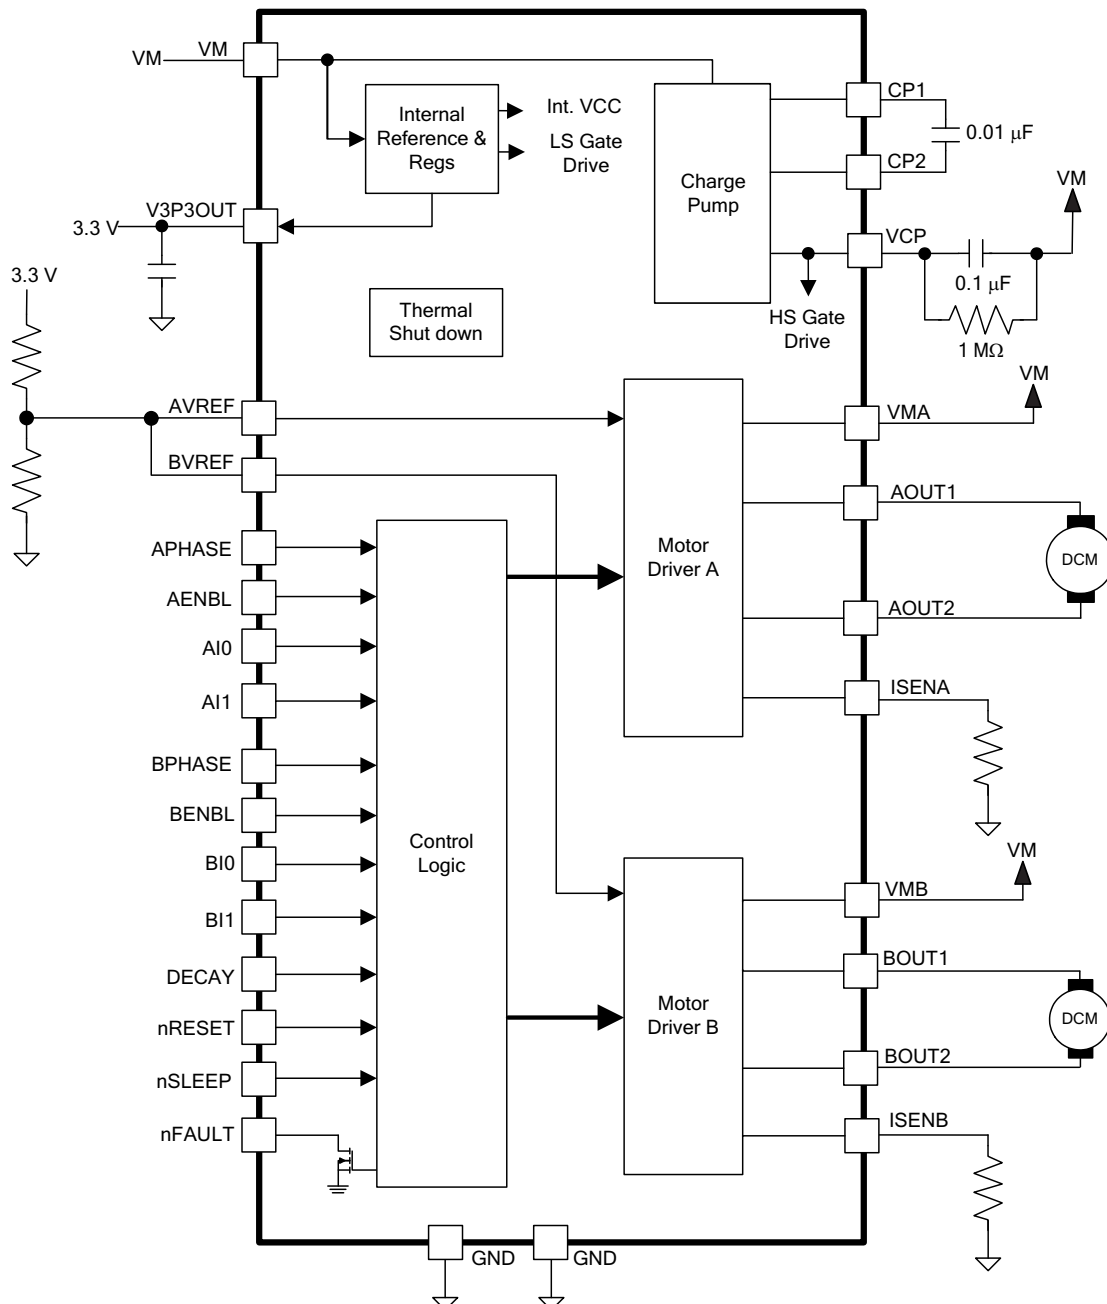 VM
VM
CP1
Internal
Reference &
Regs
Int. VCC
LS Gate
Drive
0.01 µF
Charge
Pump
CP2
VM
V3P3OUT
3.3 V
VCP
3.3 V
0.1 µF
HS Gate
Drive
1 MΩ
Thermal
Shut down
VM
AVREF
VMA
BVREF
AOUT1
APHASE
Motor
Driver A
DCM
AENBL
AOUT2
AI0
AI1
ISENA
BPHASE
BENBL
Control
Logic
BI0
VM
VMB
BI1
BOUT1
DECAY
Motor
Driver B
DCM
nRESET
BOUT2
nSLEEP
nFAULT
ISENB
GND
GND